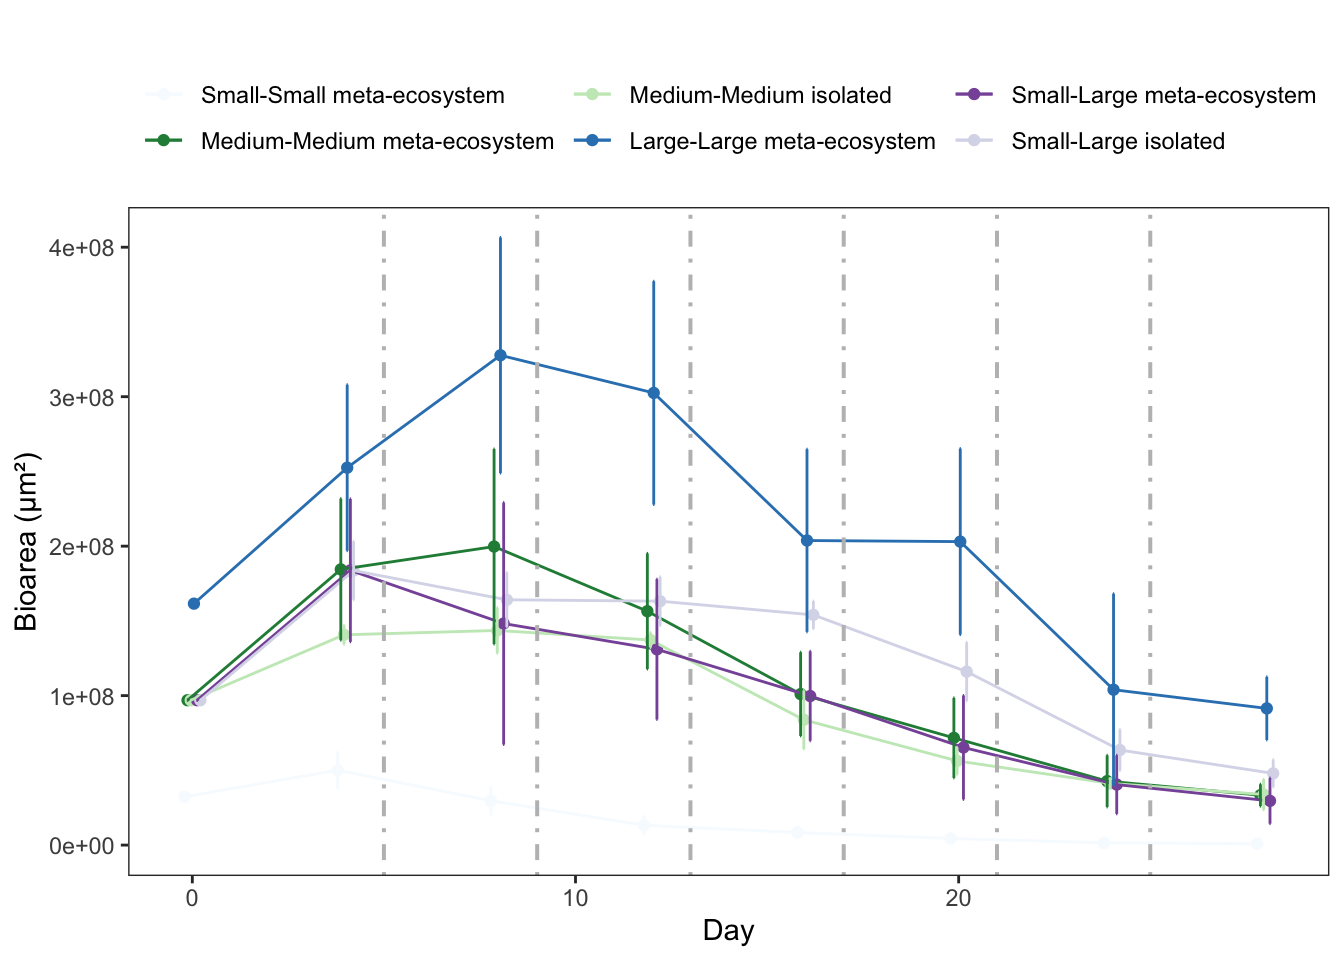 Small-Small meta-ecosystem Medium-Medium isolated Small-Large meta-ecosystem
Medium-Medium meta-ecosystem Large-Large meta-ecosystem Small-Large isolated
4e+08
3e+08
2e+08
1e+08
0e+00
Bioarea (μm²)
0 10 20
Day